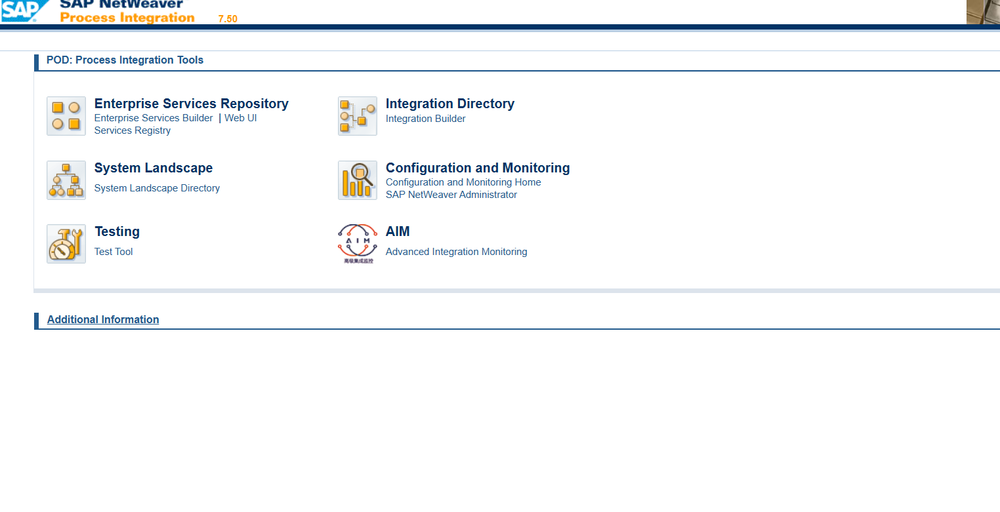 SAP
SAP NetWeaver
Process Integration 7.50
POD: Process Integration Tools
Enterprise Services Repository
Enterprise Services Builder | Web UI
Services Registry
Integration Directory
Integration Builder
System Landscape
System Landscape Directory
Configuration and Monitoring
Configuration and Monitoring Home
SAP NetWeaver Administrator
Testing
Test Tool
AIM
高级集成监控
AIM
Advanced Integration Monitoring
Additional Information